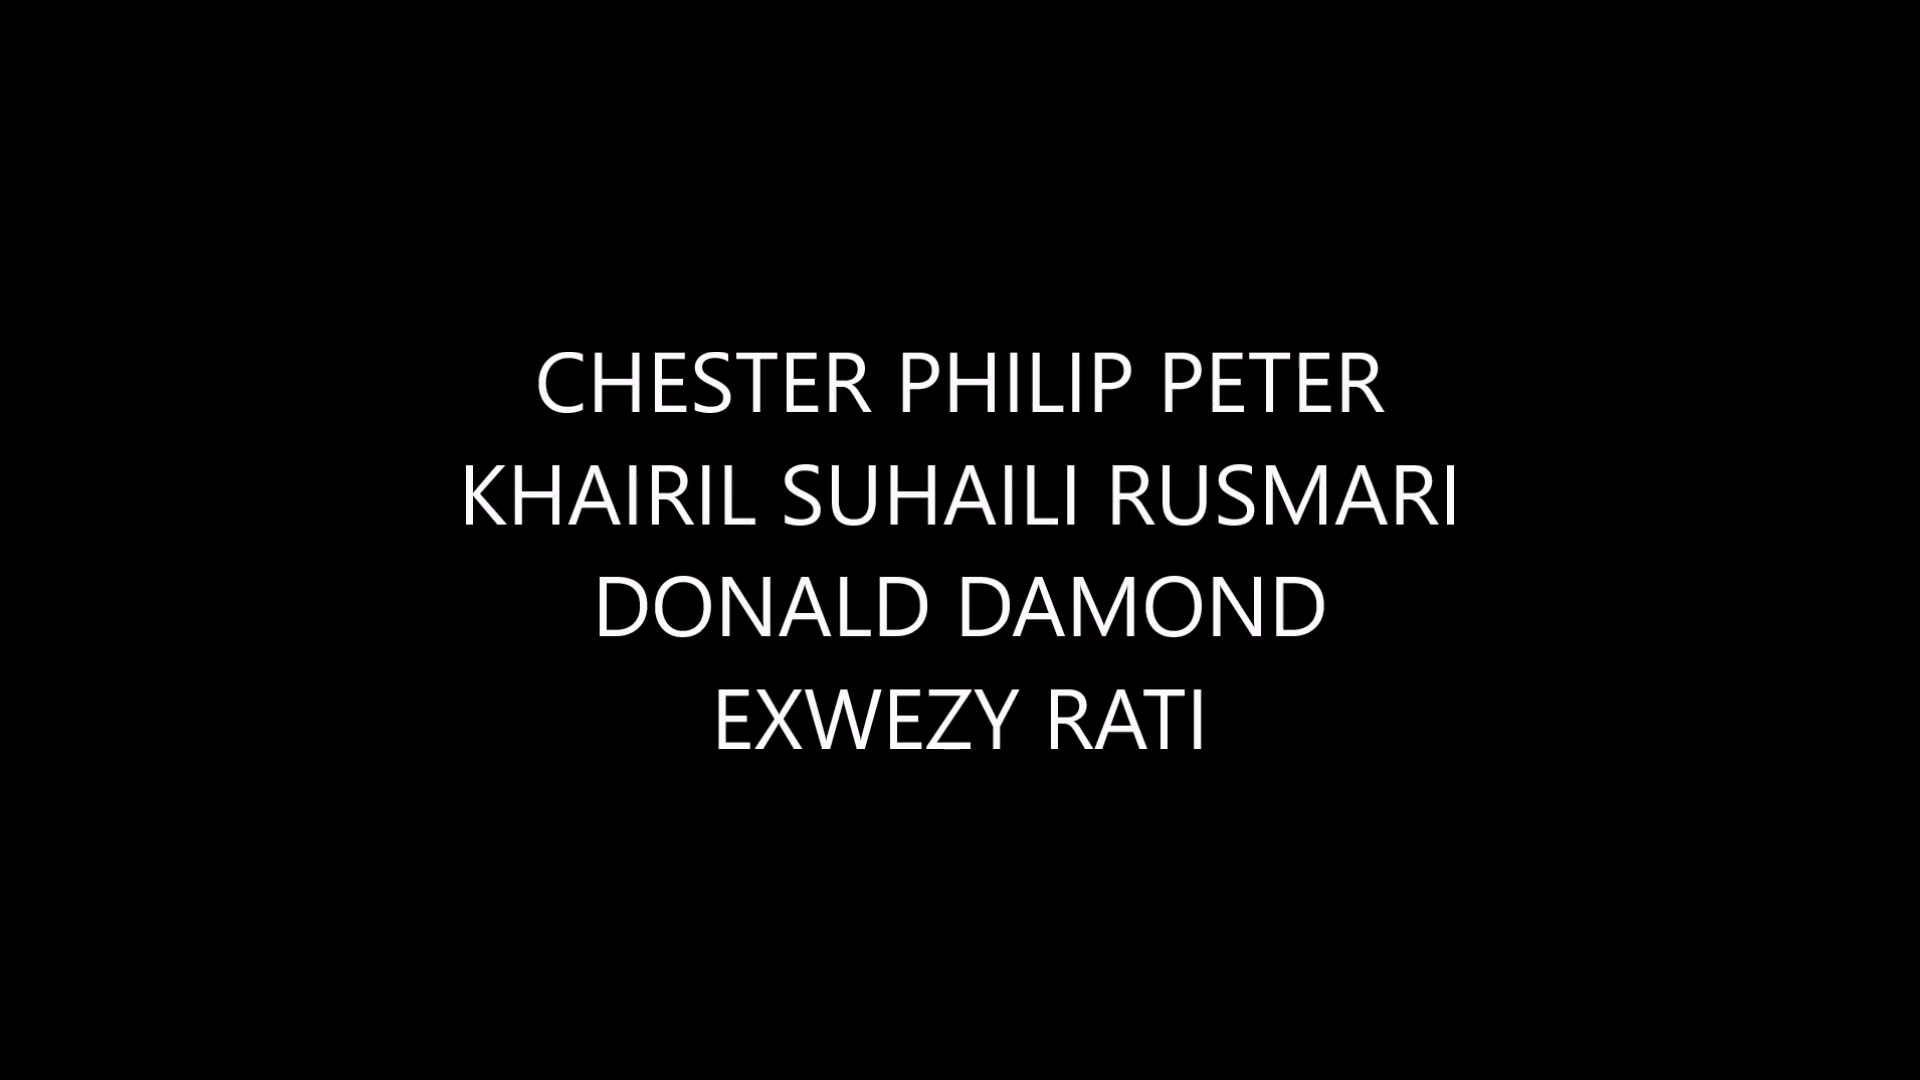 CHESTER PHILIP PETER
KHAIRIL SUHAILI RUSMARI
DONALD DAMOND
EXWEZY RATI